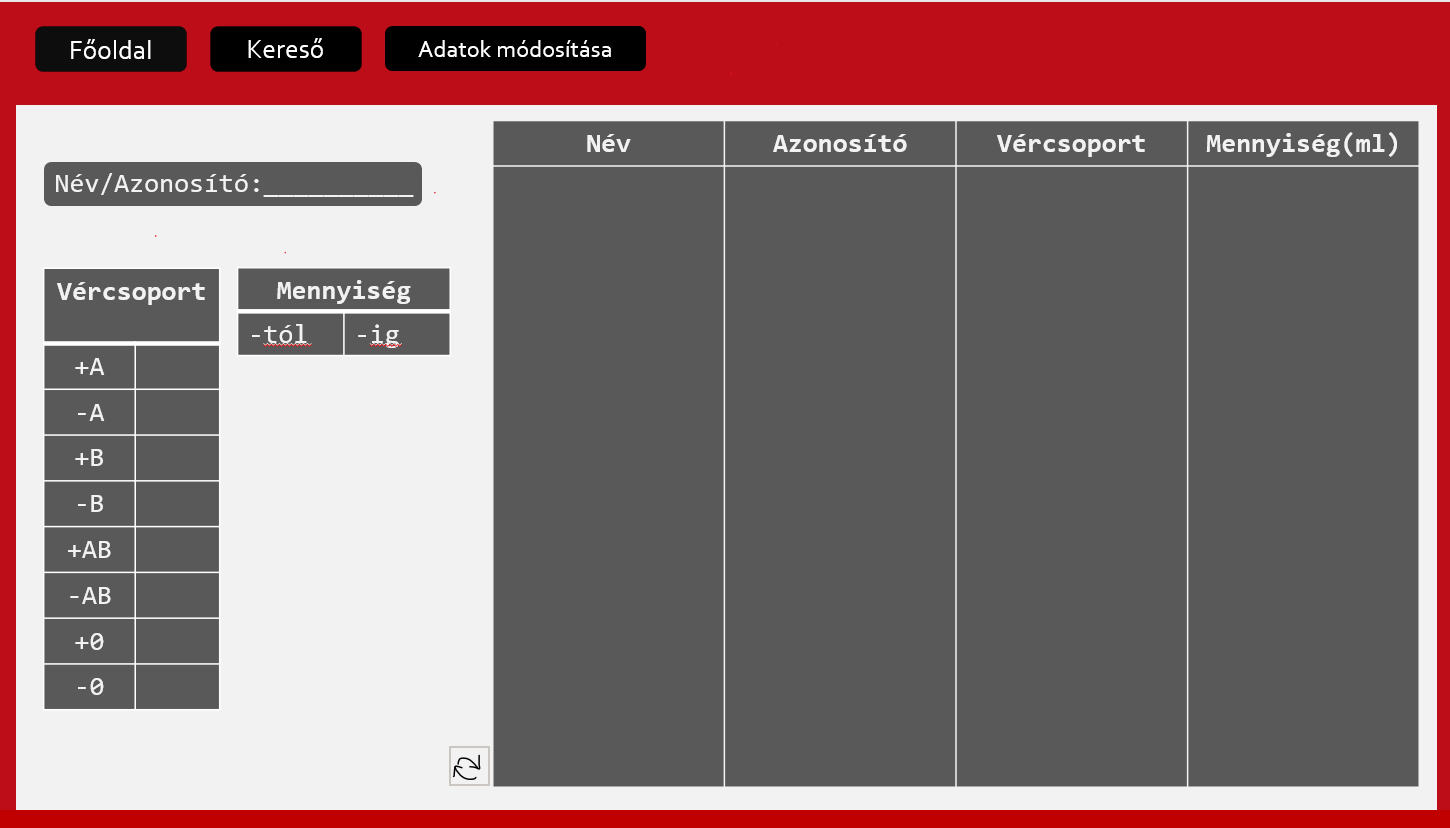 Főoldal
Kereső
Adatok módosítása
Név/Azonosító:__________
Vércsoport
+A
-A
+B
-B
+AB
-AB
+0
-0
Mennyiség
-tól
-ig
Név
Azonosító
Vércsoport
Mennyiség(ml)